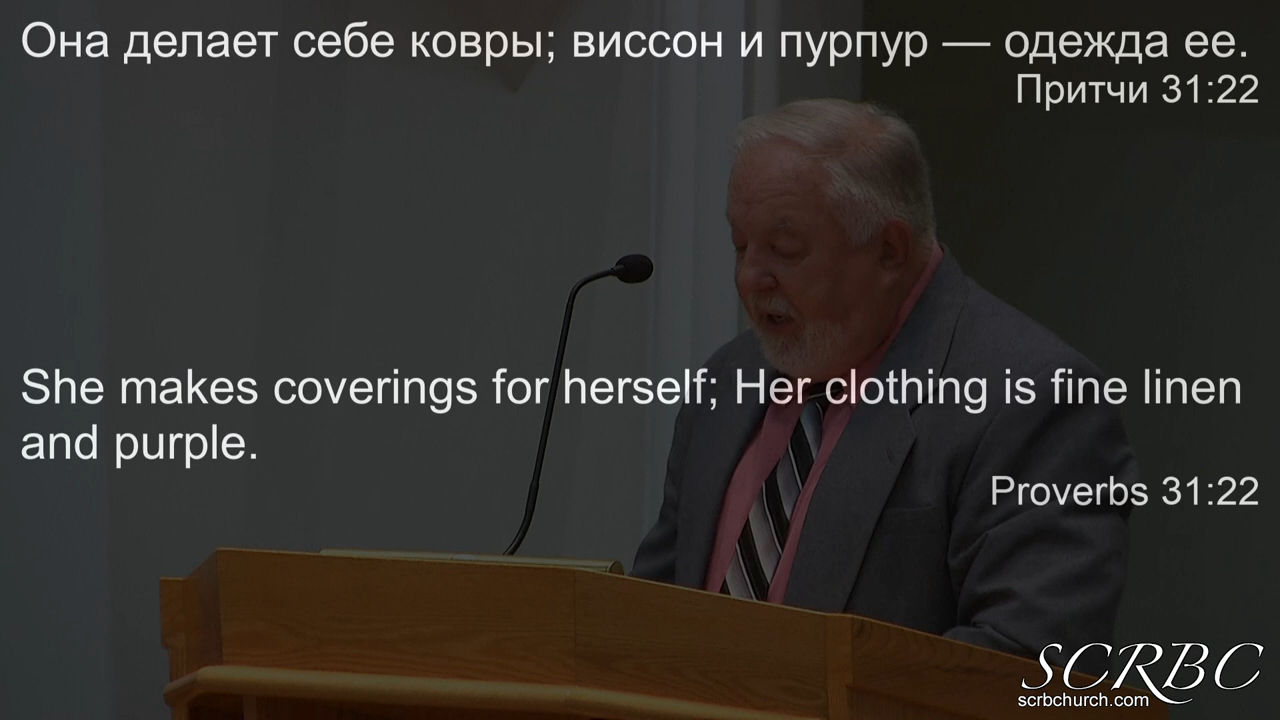 Она делает себе ковры; виссон и пурпур — одежда ее.
Притчи 31:22
She makes coverings for herself; Her clothing is fine linen
and purple.
Proverbs 31:22
SCRBC
scrbchurch.com